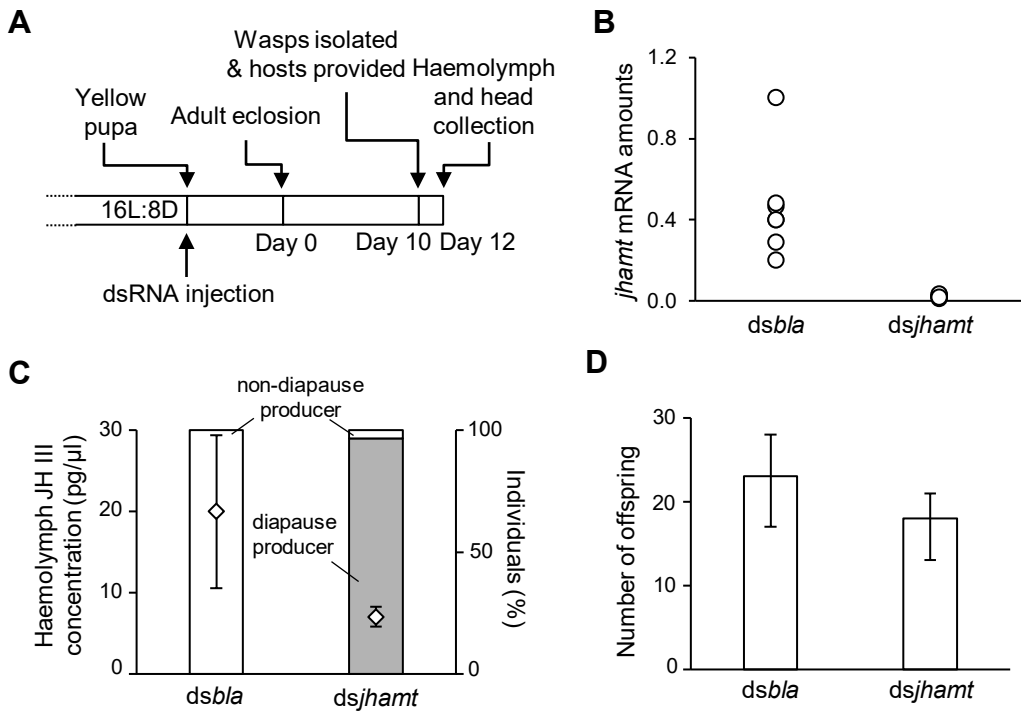 A
Wasps isolated
& hosts provided
Haemolymph
and head
collection
Yellow
pupa
Adult eclosion
16L:8D
Day 0
Day 10
Day 12
dsRNA injection
B
jhamt mRNA amounts
1.2
0.8
0.4
0.0
dsbla
dsjhamt
C
Haemolymph JH III
concentration (pg/µl)
30
20
10
0
non-diapause
producer
diapause
producer
100
50
0
Individuals (%)
dsbla
dsjhamt
D
Number of offspring
30
20
10
0
dsbla
dsjhamt